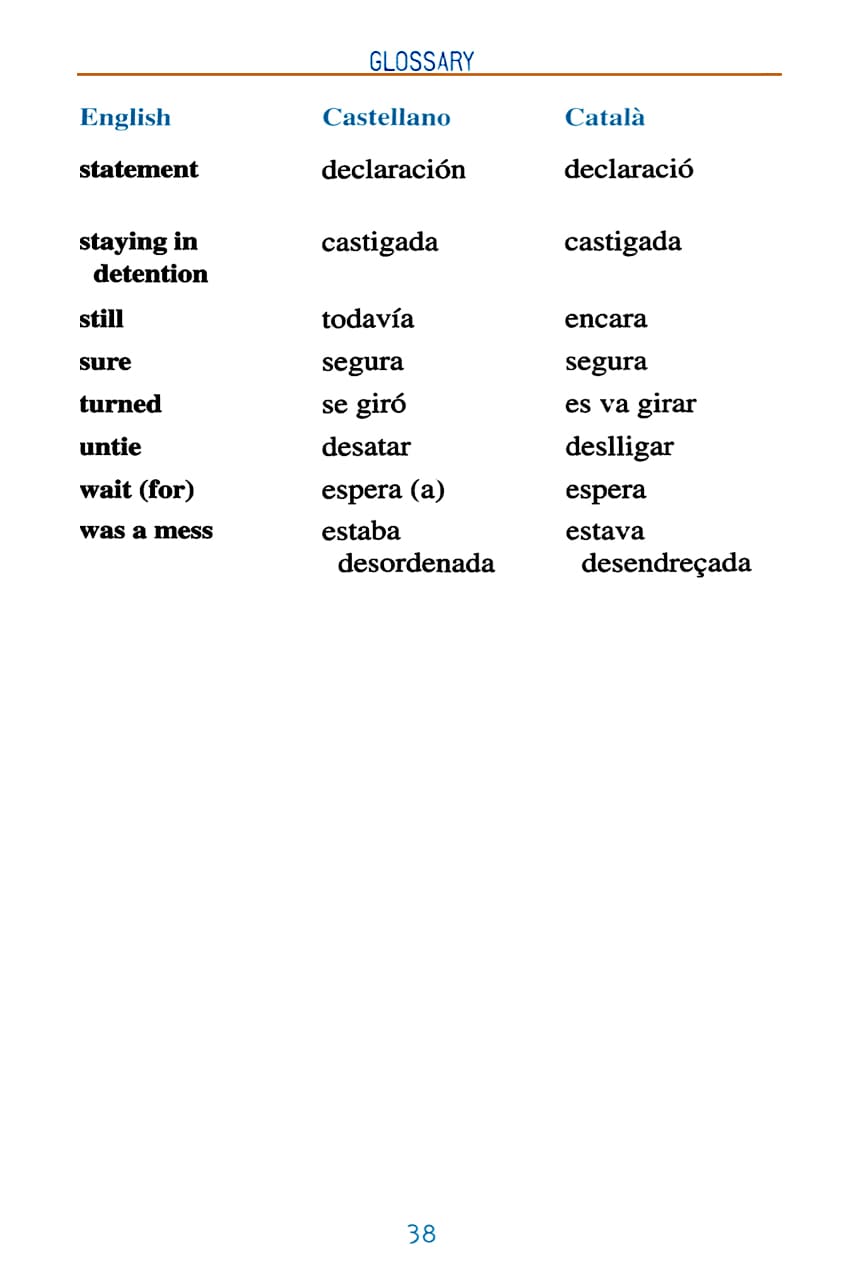 GLOSSARY
English Castellano Català
statement declaración declaració
staying in castigada castigada
detention
still todavía encara
sure segura segura
turned se giró es va girar
untie desatar deslligar
wait (for) espera (a) espera
was a mess estaba estava
desordenada desendreçada
38